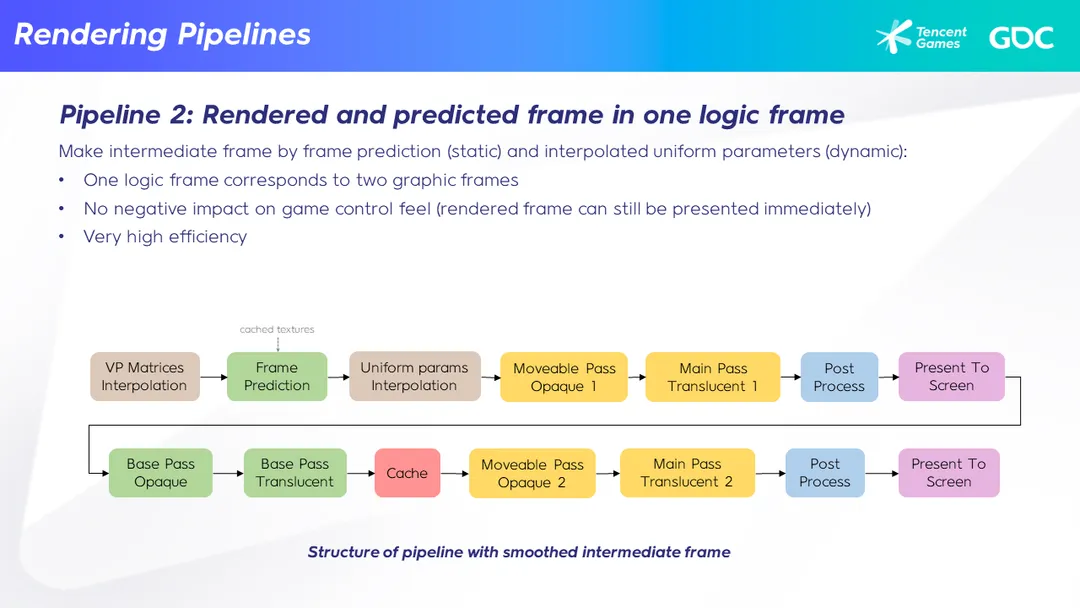 Rendering Pipelines
Tencent
Games
GDC
Pipeline 2: Rendered and predicted frame in one logic frame
Make intermediate frame by frame prediction (static) and interpolated uniform parameters (dynamic):
• One logic frame corresponds to two graphic frames
• No negative impact on game control feel (rendered frame can still be presented immediately)
• Very high efficiency
cached textures
VP Matrices
Interpolation
Frame
Prediction
Uniform params
Interpolation
Moveable Pass
Opaque 1
Main Pass
Translucent 1
Post
Process
Present To
Screen
Base Pass
Opaque
Base Pass
Translucent
Cache
Moveable Pass
Opaque 2
Main Pass
Translucent 2
Post
Process
Present To
Screen
Structure of pipeline with smoothed intermediate frame